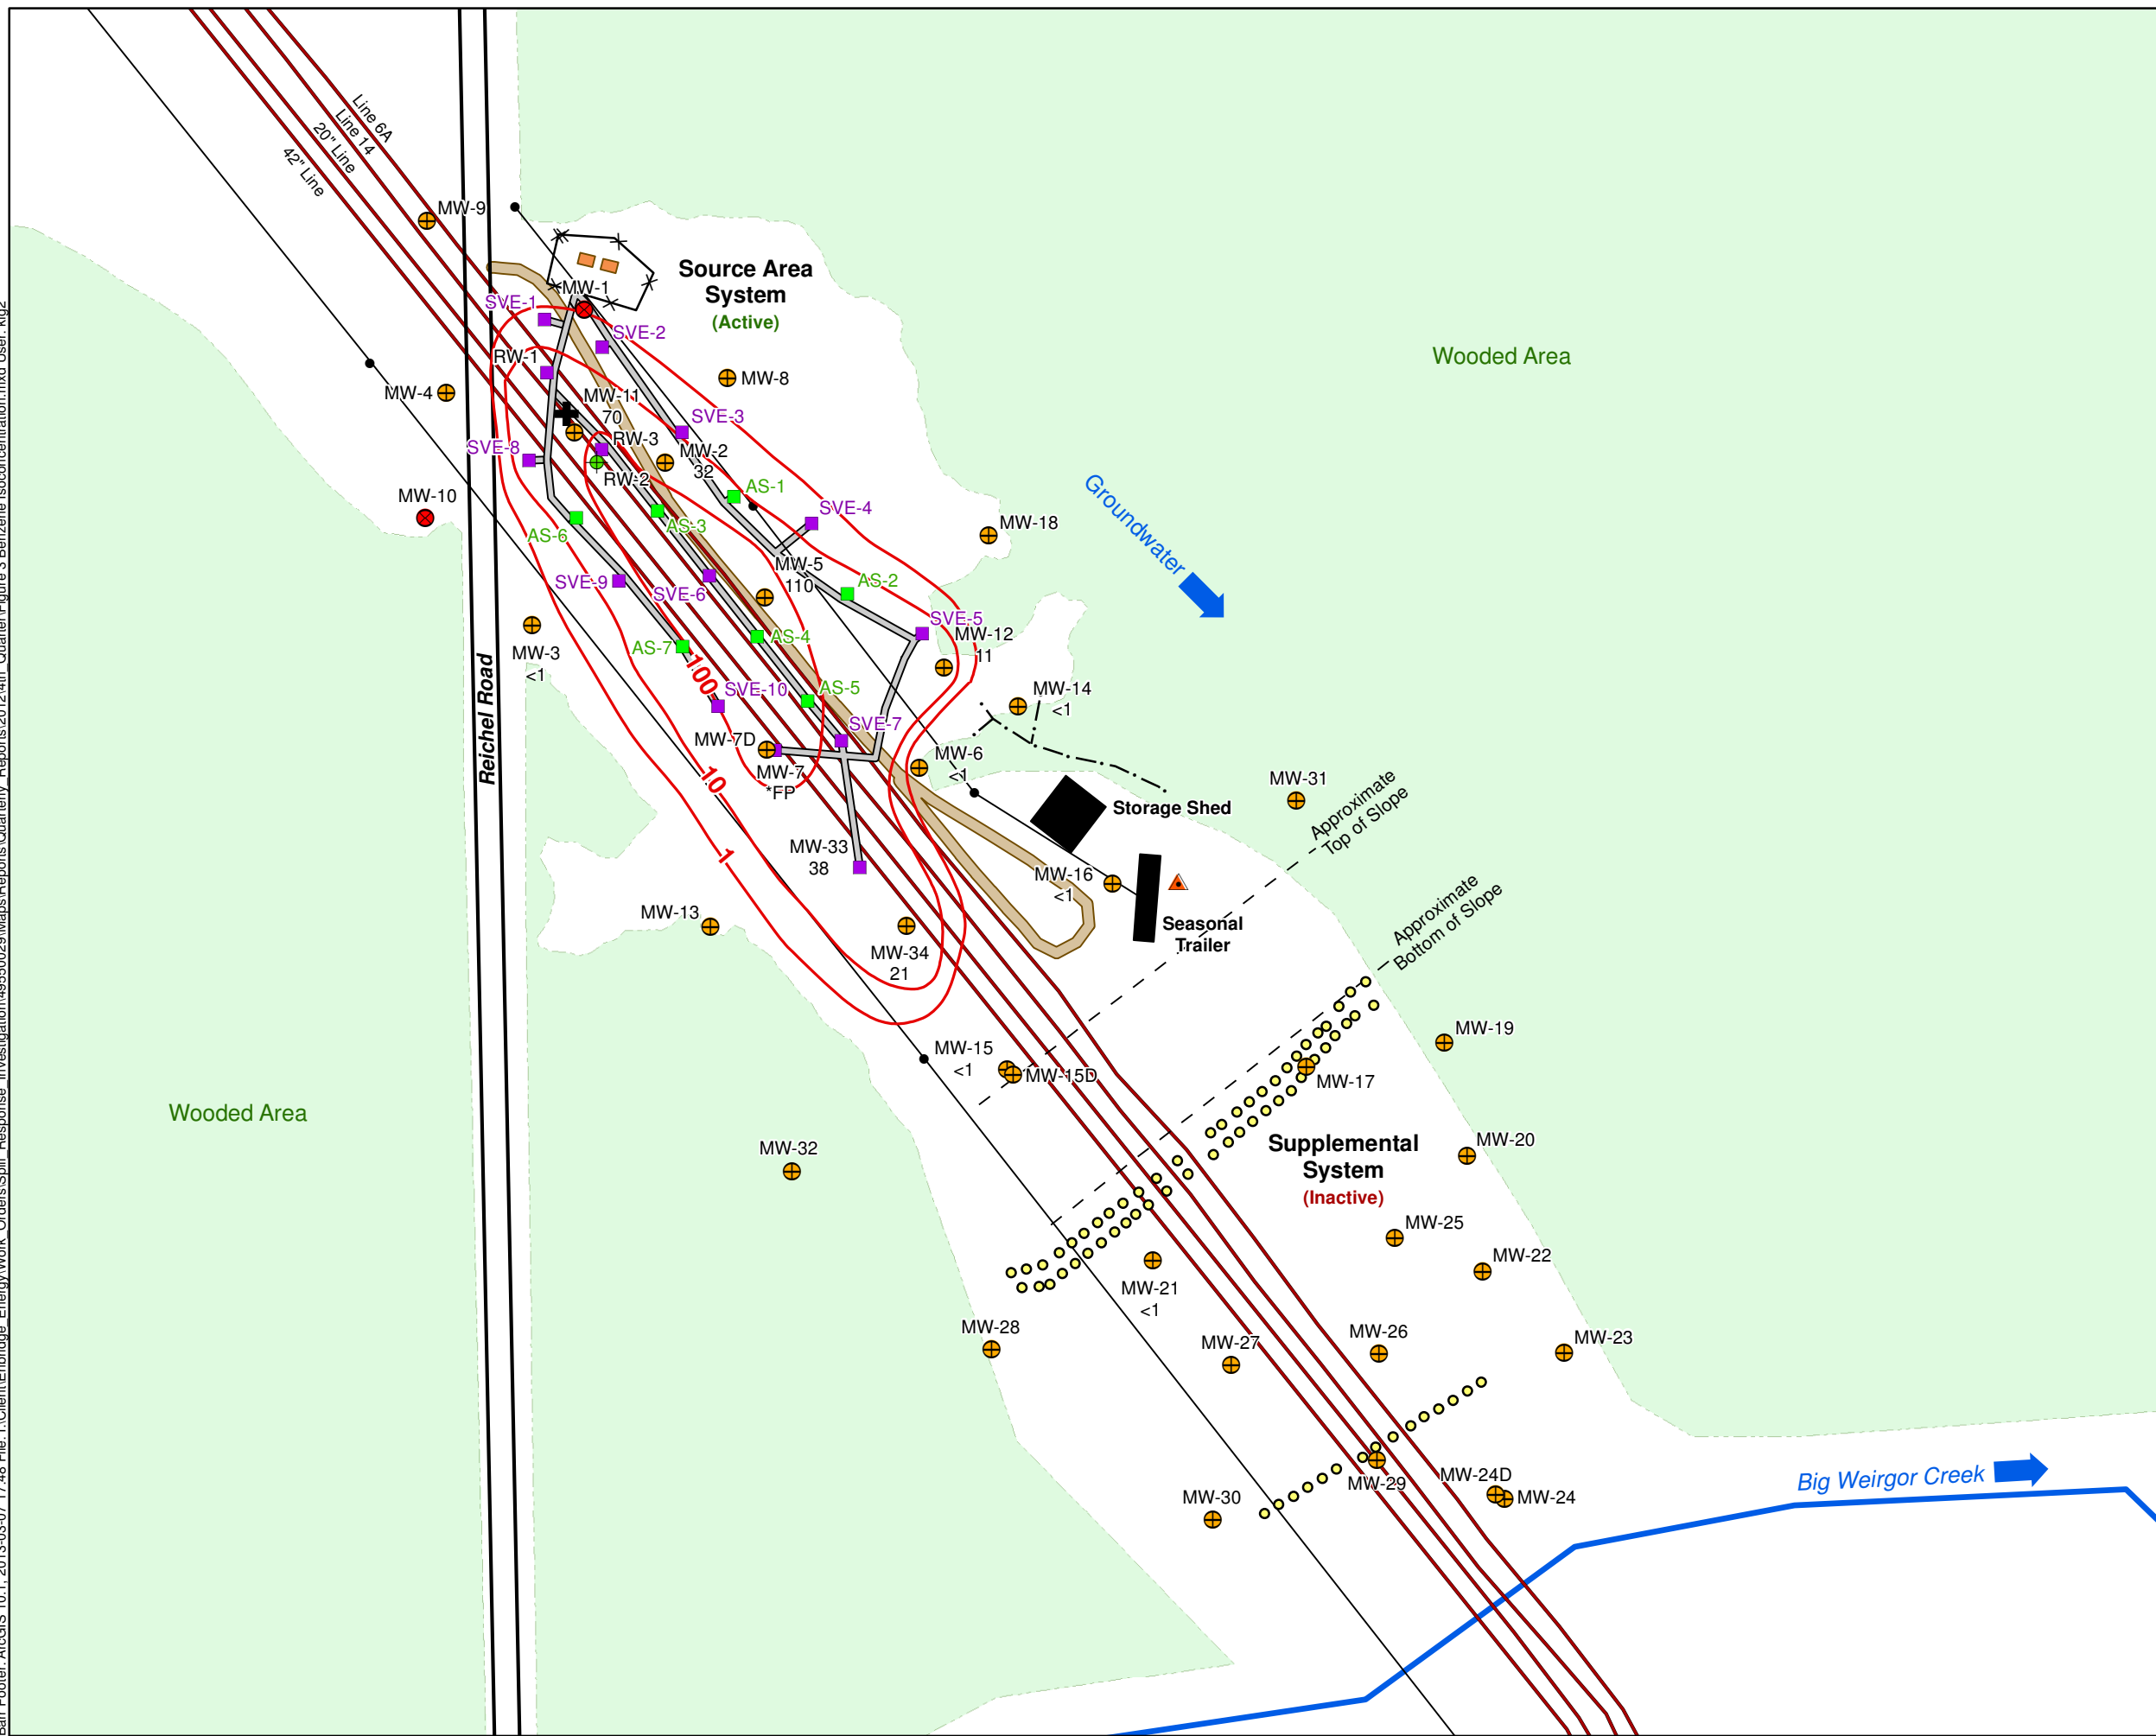 Line 6A
Line 14
20" Line
42" Line
MW-9
Source Area
System
(Active)
MW-1
SVE-1
SVE-2
RW-1
MW-8
MW-4
MW-11
70
SVE-3
RW-3
SVE-8
MW-2
32
RW-2
AS-1
MW-10
SVE-4
AS-3
AS-6
MW-18
Groundwater
Wooded Area
MW-5
110
SVE-9
SVE-6
AS-2
SVE-5
MW-12
11
AS-4
AS-7
MW-3
<1
100
SVE-10
AS-5
MW-14
<1
SVE-7
MW-7D
MW-7
*FP
MW-6
<1
10
Reichel Road
MW-31
Approximate
Top of Slope
Storage Shed
MW-33
38
1
MW-16
<1
Approximate
Bottom of Slope
MW-13
Seasonal
Trailer
MW-34
21
MW-19
MW-15
<1
MW-15D
MW-17
Wooded Area
MW-32
Supplemental
System
(Inactive)
MW-20
MW-25
MW-22
MW-21
<1
MW-28
MW-27
MW-26
MW-23
MW-29
MW-24D
MW-24
MW-30
Big Weirgor Creek